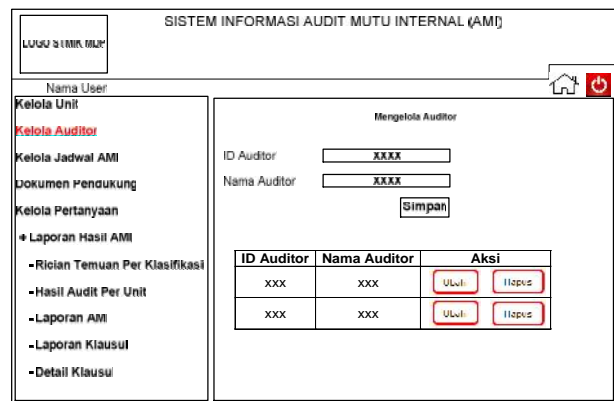 SISTEM INFORMASI AUDIT MUTU INTERNAL (AMI)
LOGO STMIK MDP
Nama User
Kelola Unit
Kelola Auditor
Kelola Jadwal AMI
Dokumen Pendukung
Kelola Pertanyaan
+ Laporan Hasil AMI
-Rician Temuan Per Klasifikasi
-Hasil Audit Per Unit
-Laporan AMI
-Laporan Klausul
-Detail Klausul
Mengelola Auditor
ID Auditor XXXX
Nama Auditor XXXX
Simpan
ID Auditor Nama Auditor Aksi
xxx xxx Ubah Hapus
xxx xxx Ubah Hapus